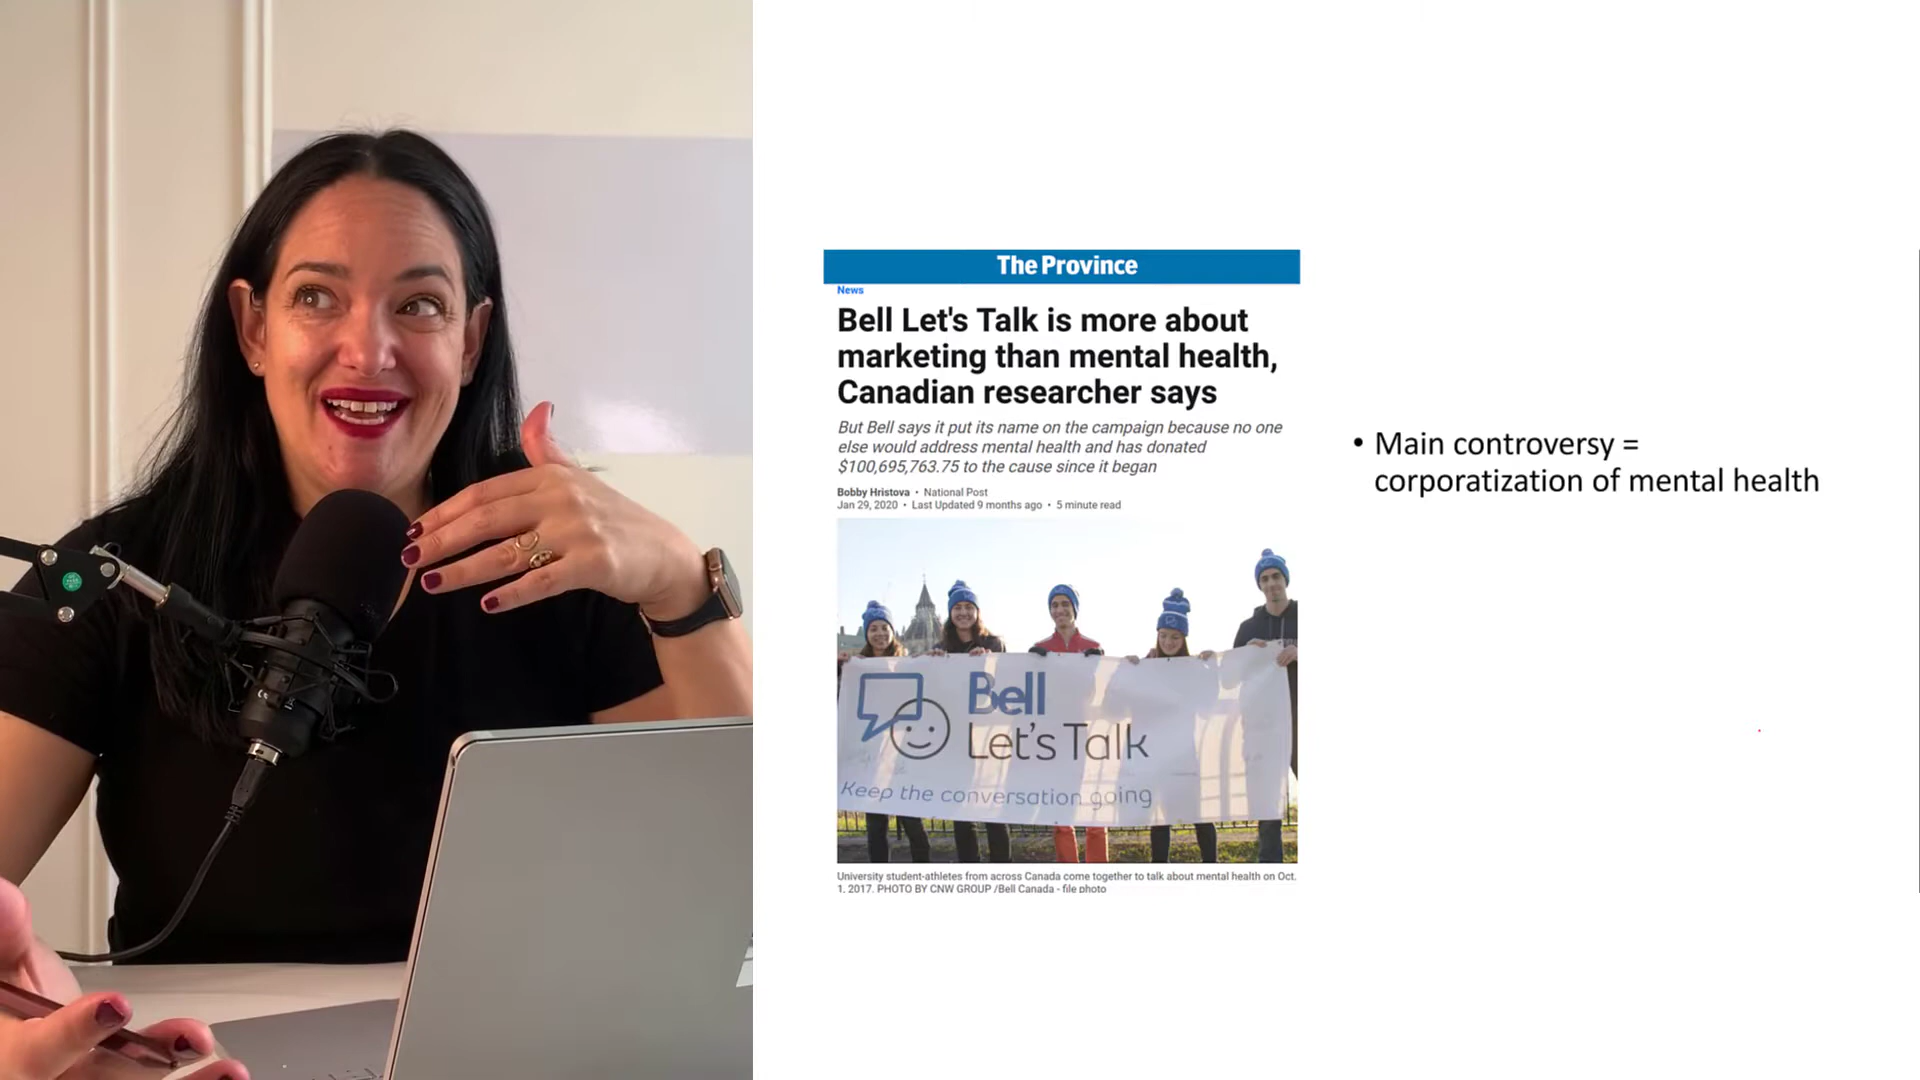 The Province
News
Bell Let's Talk is more about
marketing than mental health,
Canadian researcher says
But Bell says it put its name on the campaign because no one
else would address mental health and has donated
$100,695,763.75 to the cause since it began
Bobby Hristova • National Post
Jan 29, 2020 • Last Updated 9 months ago • 5 minute read
Bell
Let's Talk
Keep the conversation going
University student-athletes from across Canada come together to talk about mental health on Oct.
1, 2017. PHOTO BY CNW GROUP /Bell Canada - file photo
• Main controversy =
corporatization of mental health